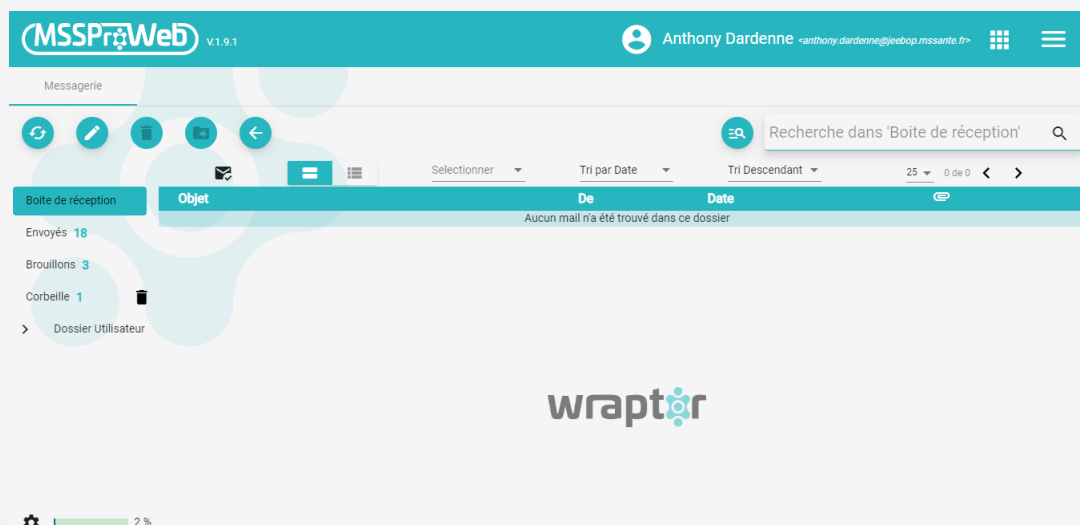 MSSProWeb V.1.9.1
Anthony Dardenne <anthony.dardenne@jeebop.mssante.fr>
Messagerie
Recherche dans 'Boite de réception'
Selectionner Tri par Date Tri Descendant 25 0 de 0
Boite de réception Objet De Date
Aucun mail n'a été trouvé dans ce dossier
Envoyés 18
Brouillons 3
Corbeille 1
Dossier Utilisateur
wraptor
2 %